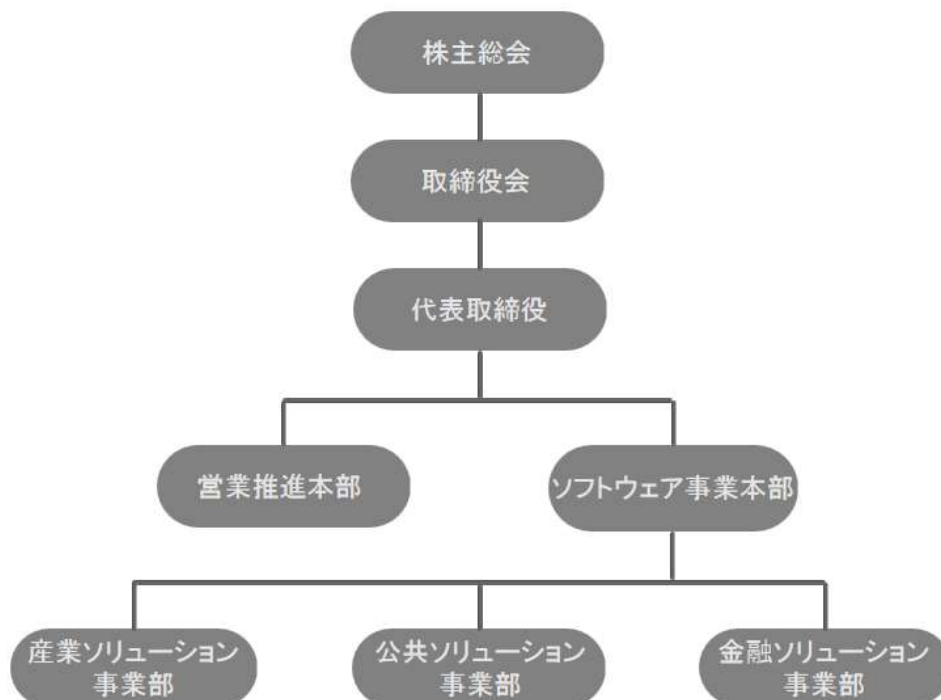 株主総会
取締役会
代表取締役
営業推進本部
ソフトウェア事業本部
産業ソリューション
事業部
公共ソリューション
事業部
金融ソリューション
事業部